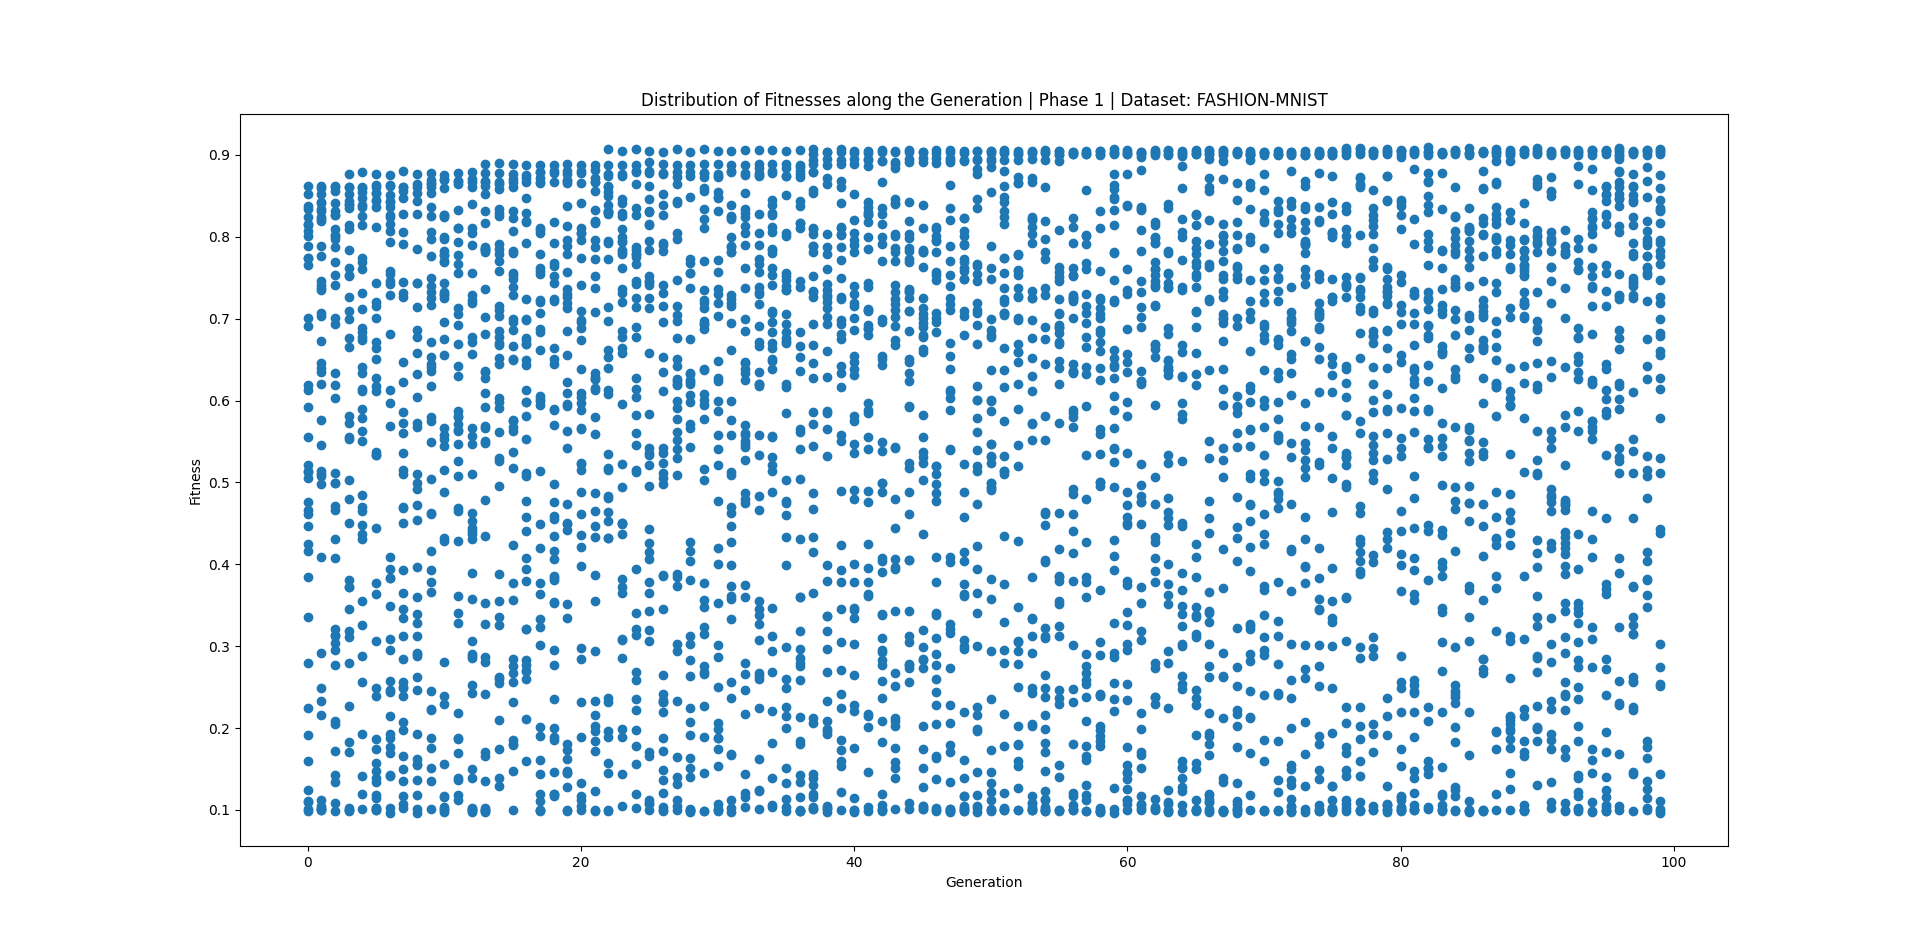 Distribution of Fitnesses along the Generation | Phase 1 | Dataset: FASHION-MNIST
Fitness
0.9
0.8
0.7
0.6
0.5
0.4
0.3
0.2
0.1
0 20 40 60 80 100
Generation